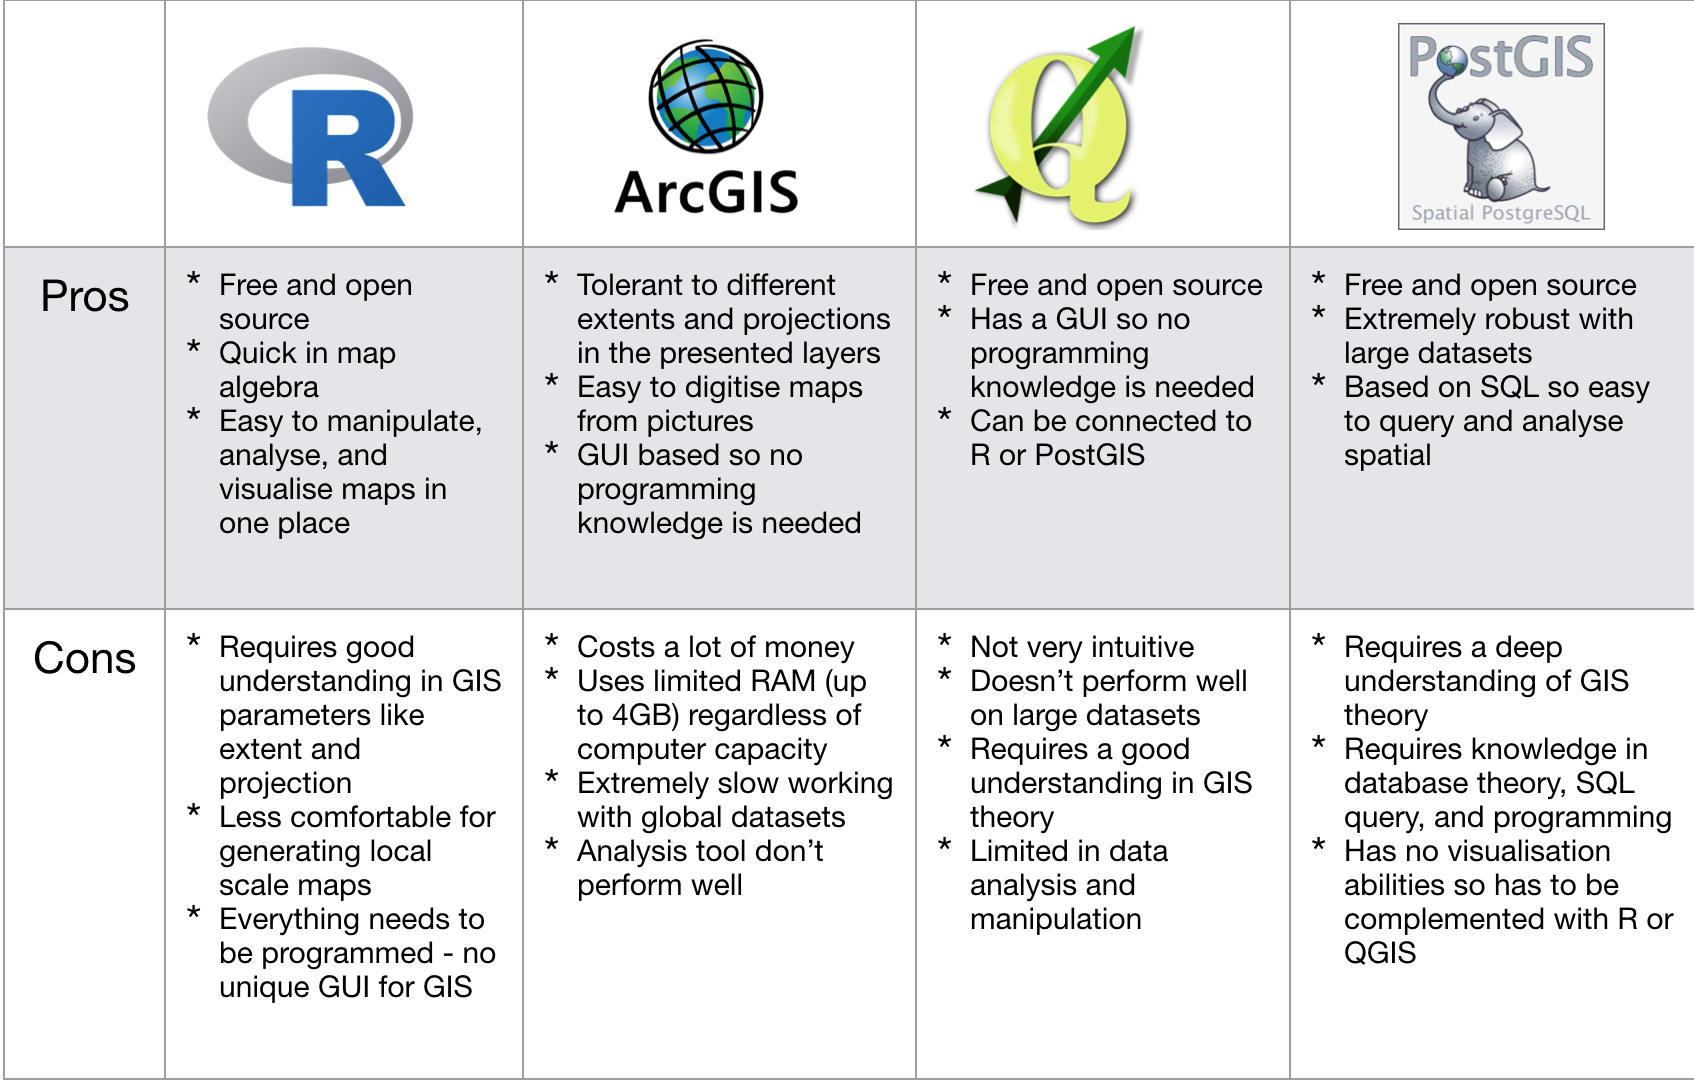 R
ArcGIS
Q
PostGIS
Spatial PostgreSQL
Pros
* Free and open
source
* Quick in map
algebra
* Easy to manipulate,
analyse, and
visualise maps in
one place
* Tolerant to different
extents and projections
in the presented layers
* Easy to digitise maps
from pictures
* GUI based so no
programming
knowledge is needed
* Free and open source
* Has a GUI so no
programming
knowledge is needed
* Can be connected to
R or PostGIS
* Free and open source
* Extremely robust with
large datasets
* Based on SQL so easy
to query and analyse
spatial
Cons
* Requires good
understanding in GIS
parameters like
extent and
projection
* Less comfortable for
generating local
scale maps
* Everything needs to
be programmed - no
unique GUI for GIS
* Costs a lot of money
* Uses limited RAM (up
to 4GB) regardless of
computer capacity
* Extremely slow working
with global datasets
* Analysis tool don’t
perform well
* Not very intuitive
* Doesn’t perform well
on large datasets
* Requires a good
understanding in GIS
theory
* Limited in data
analysis and
manipulation
* Requires a deep
understanding of GIS
theory
* Requires knowledge in
database theory, SQL
query, and programming
* Has no visualisation
abilities so has to be
complemented with R or
QGIS